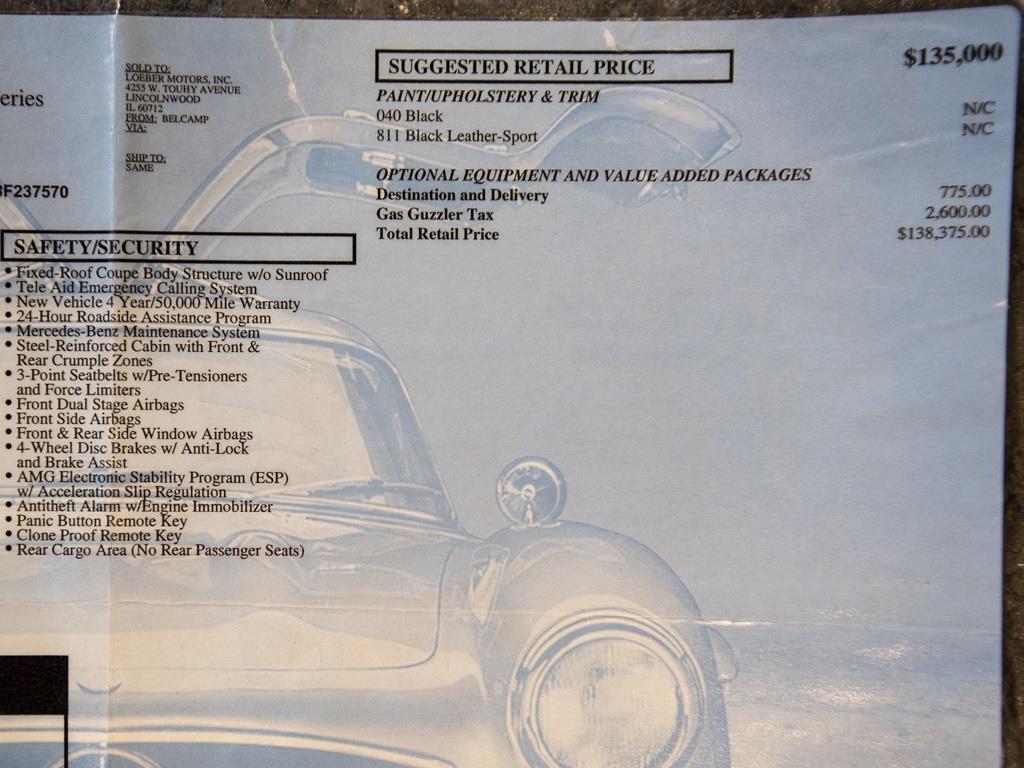 eries
SOLD TO:
LOEBER MOTORS, INC.
4255 W. TOUHY AVENUE
LINCOLNWOOD
IL 60712
FROM: BELCAMP
VIA:
SHIP TO:
SAME
3F237570
SUGGESTED RETAIL PRICE $135,000
PAINT/UPHOLSTERY & TRIM
040 Black N/C
811 Black Leather-Sport N/C
OPTIONAL EQUIPMENT AND VALUE ADDED PACKAGES
Destination and Delivery 775.00
Gas Guzzler Tax 2,600.00
Total Retail Price $138,375.00
SAFETY/SECURITY
• Fixed-Roof Coupe Body Structure w/o Sunroof
• Tele Aid Emergency Calling System
• New Vehicle 4 Year/50,000 Mile Warranty
• 24-Hour Roadside Assistance Program
• Mercedes-Benz Maintenance System
• Steel-Reinforced Cabin with Front &
Rear Crumple Zones
• 3-Point Seatbelts w/Pre-Tensioners
and Force Limiters
• Front Dual Stage Airbags
• Front Side Airbags
• Front & Rear Side Window Airbags
• 4-Wheel Disc Brakes w/ Anti-Lock
and Brake Assist
• AMG Electronic Stability Program (ESP)
w/ Acceleration Slip Regulation
• Antitheft Alarm w/Engine Immobilizer
• Panic Button Remote Key
• Clone Proof Remote Key
• Rear Cargo Area (No Rear Passenger Seats)